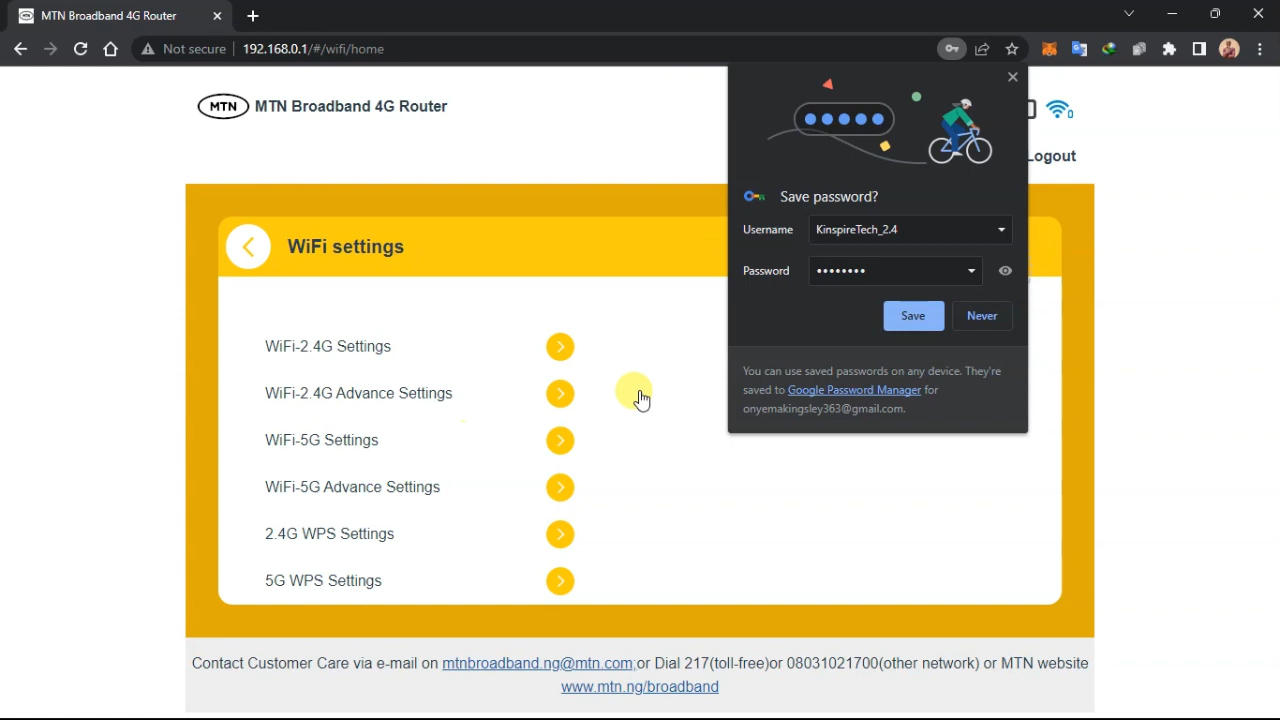 MTN Broadband 4G Router
Not secure
192.168.0.1/#/wifi/home
MTN
MTN Broadband 4G Router
0
Logout
WiFi settings
WiFi-2.4G Settings
WiFi-2.4G Advance Settings
WiFi-5G Settings
WiFi-5G Advance Settings
2.4G WPS Settings
5G WPS Settings
Save password?
Username KinspireTech_2.4
Password ••••••••
Save Never
You can use saved passwords on any device. They're
saved to Google Password Manager for
onyemakingsley363@gmail.com.
Contact Customer Care via e-mail on mtnbroadband.ng@mtn.com,or Dial 217(toll-free)or 08031021700(other network) or MTN website
www.mtn.ng/broadband